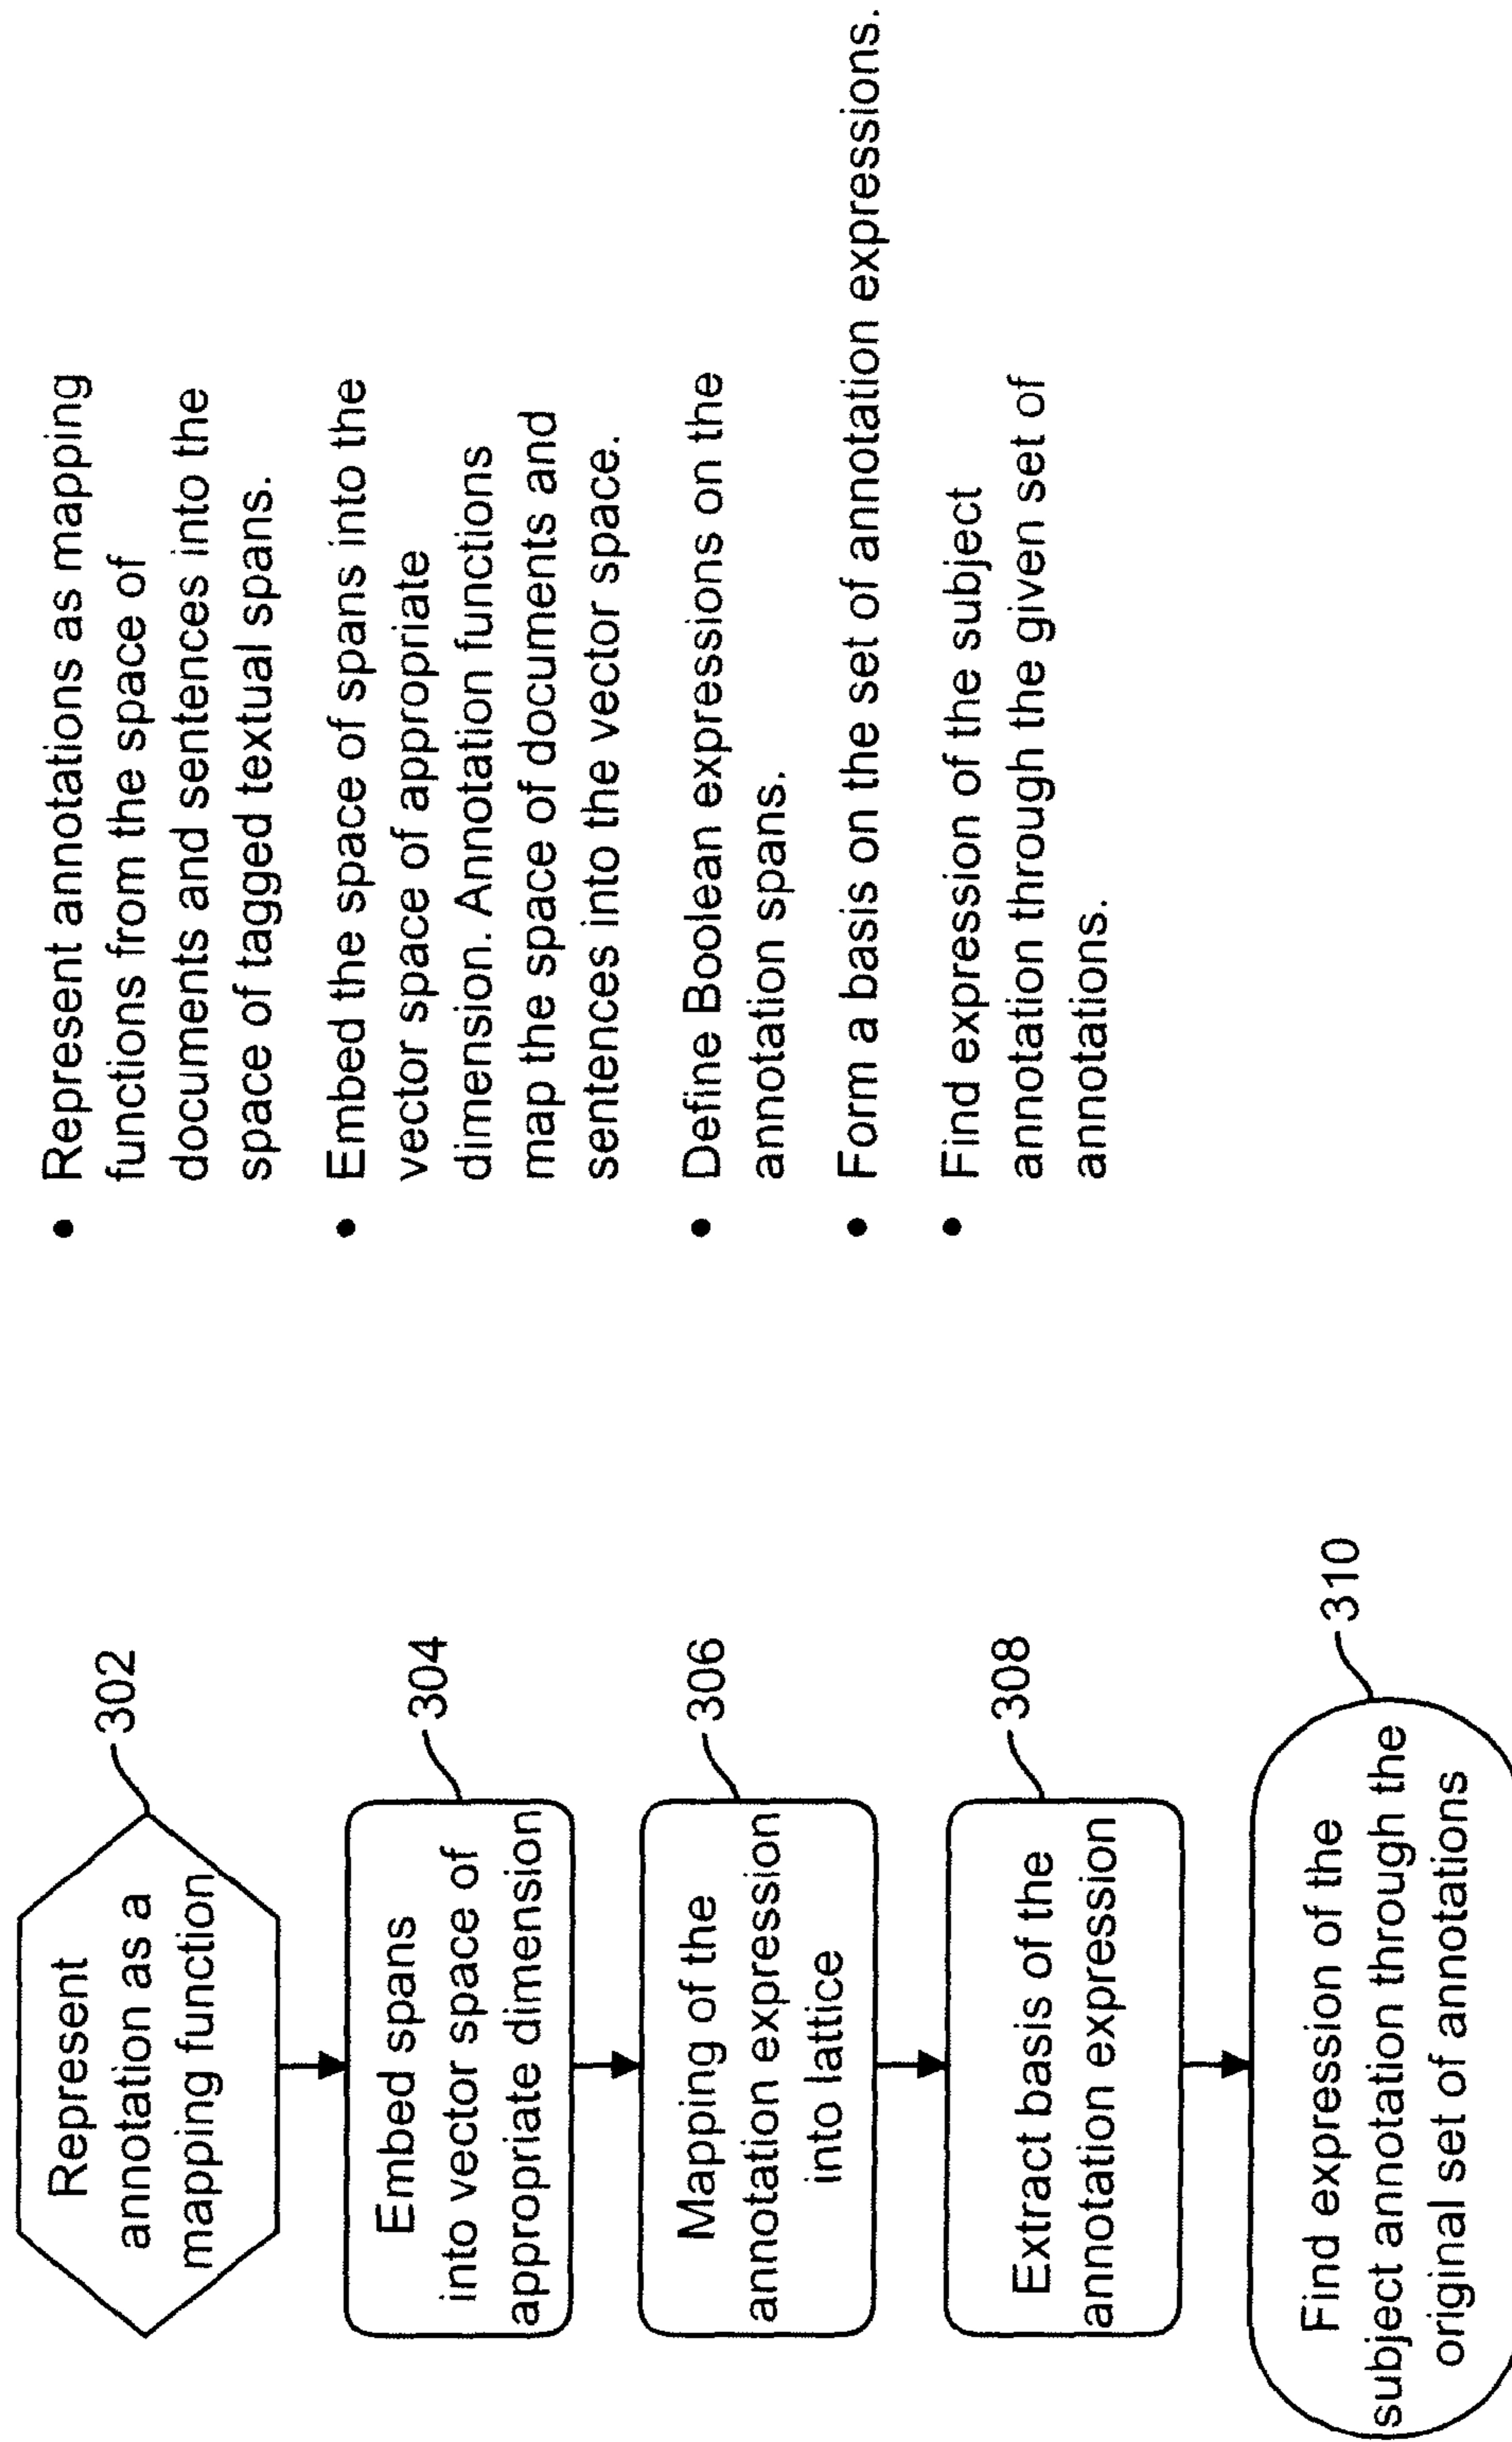 Represent
annotation as a
mapping function
302
Embed spans
into vector space of
appropriate dimension
304
Mapping of the
annotation expression
into lattice
306
Extract basis of the
annotation expression
308
Find expression of the
subject annotation through the
original set of annotations
310
• Represent annotations as mapping
functions from the space of
documents and sentences into the
space of tagged textual spans.
• Embed the space of spans into the
vector space of appropriate
dimension. Annotation functions
map the space of documents and
sentences into the vector space.
• Define Boolean expressions on the
annotation spans.
• Form a basis on the set of annotation expressions.
• Find expression of the subject
annotation through the given set of
annotations.